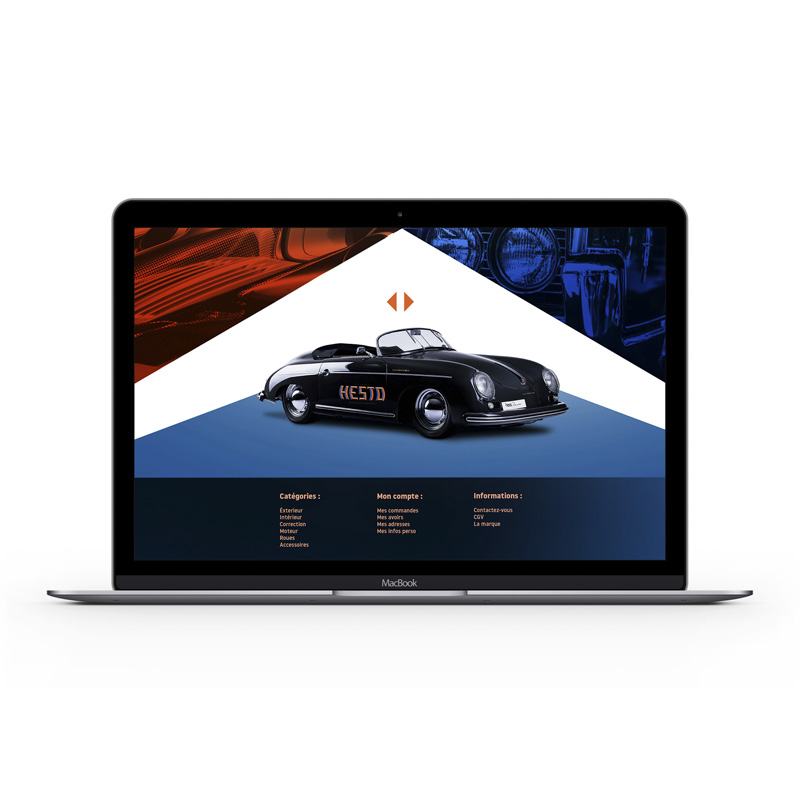 HESTO
Catégories :
Éxterieur
Intérieur
Correction
Moteur
Roues
Accessoires
Mon compte :
Mes commandes
Mes avoirs
Mes adresses
Mes infos perso
Informations :
Contactez-vous
CGV
La marque
MacBook